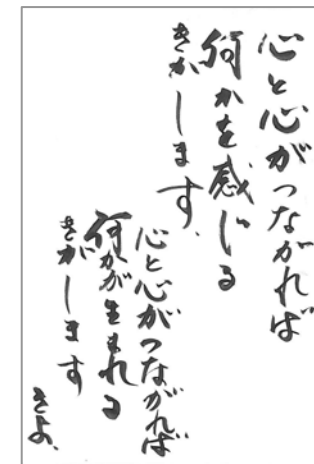 心と心がつながれば
何かを感じる
きがします、
心と心がつながれば
何かが生まれる
きがします
きよ、